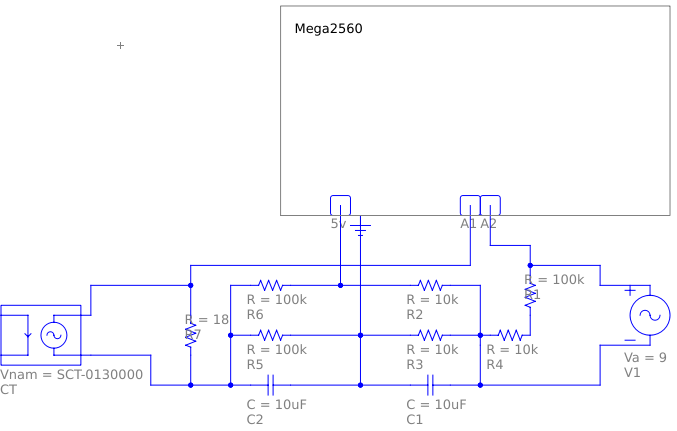 Mega2560
5v
A1 A2
R = 100k
R1
R = 100k
R6
R = 10k
R2
R = 18
R7
R = 100k
R5
R = 10k
R3
R = 10k
R4
+
−
Va = 9
V1
Vnam = SCT-0130000
CT
C = 10uF
C2
C = 10uF
C1